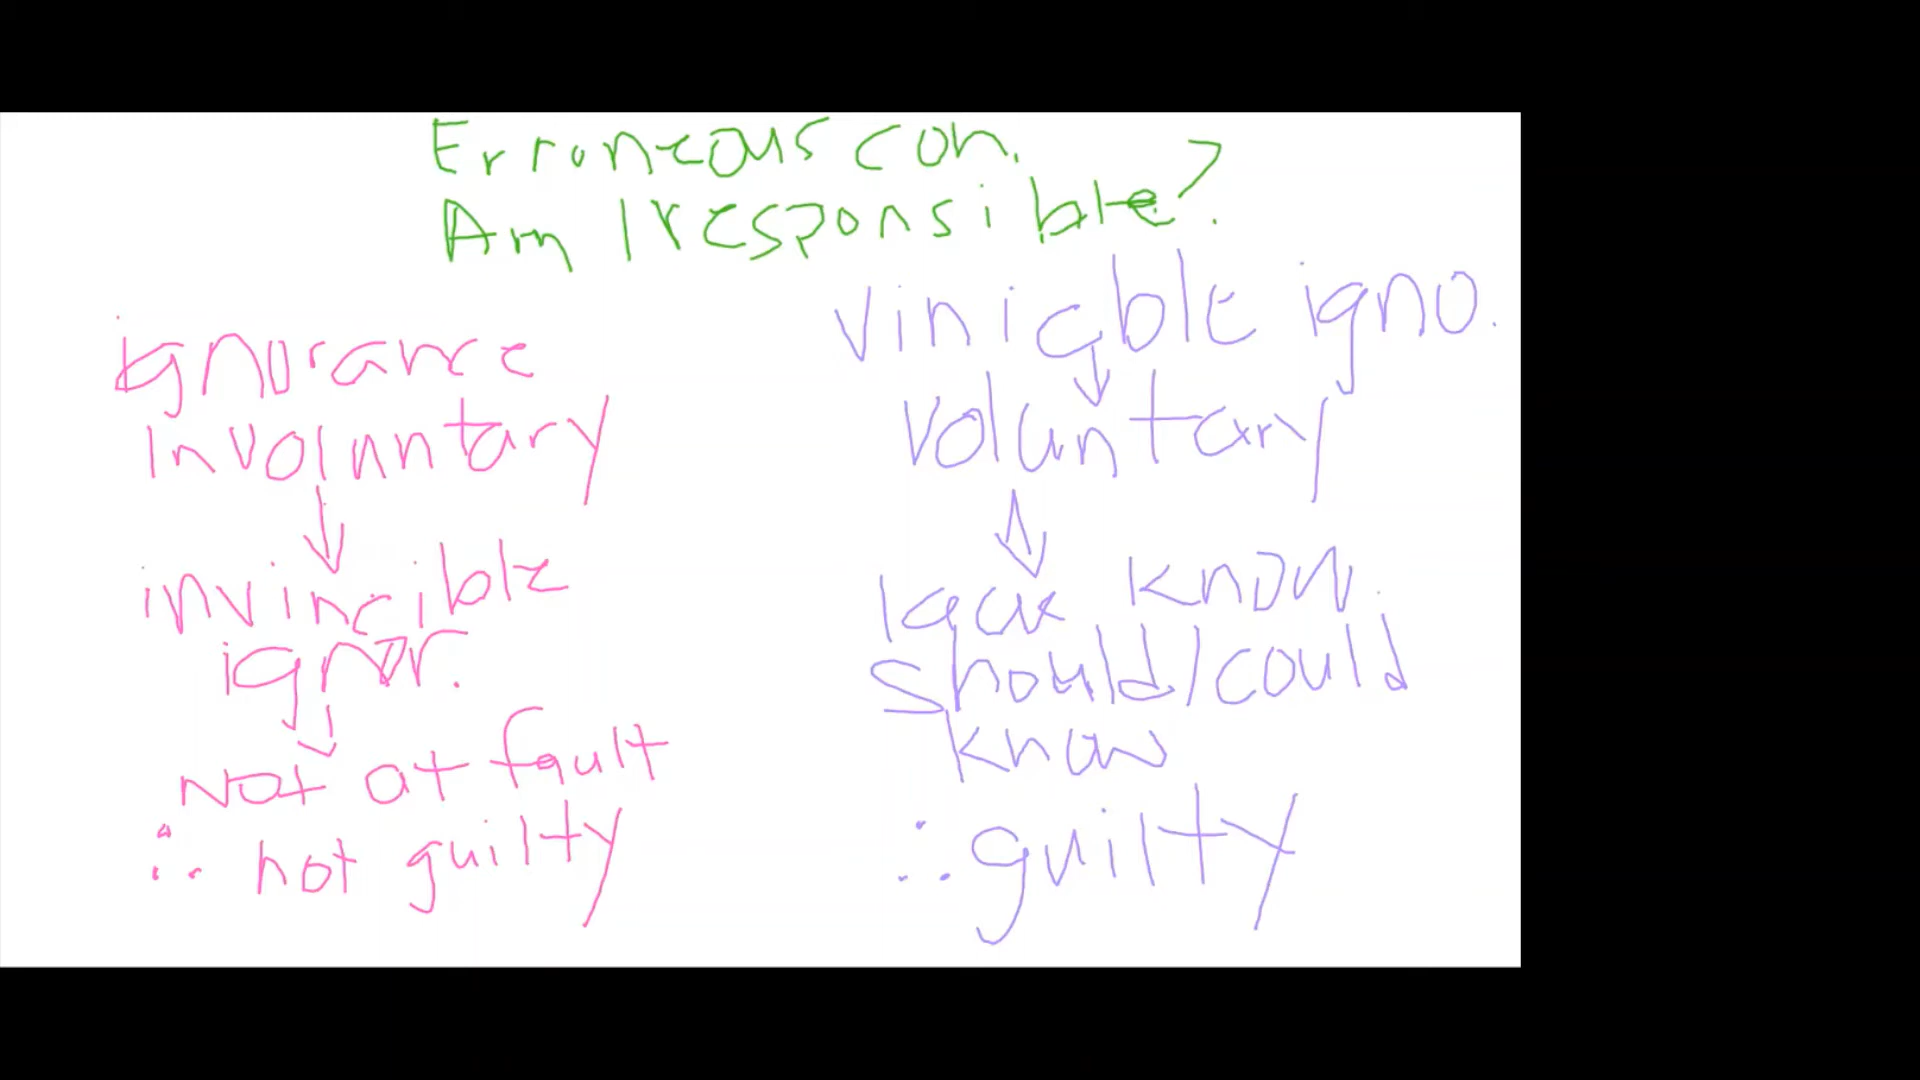 Erroneous con.
Am I responsible?
ignorance
involuntary
invincible
ignor.
Not at fault
∴ not guilty
vinicble igno.
voluntary
lack know.
should/could
know
∴ guilty